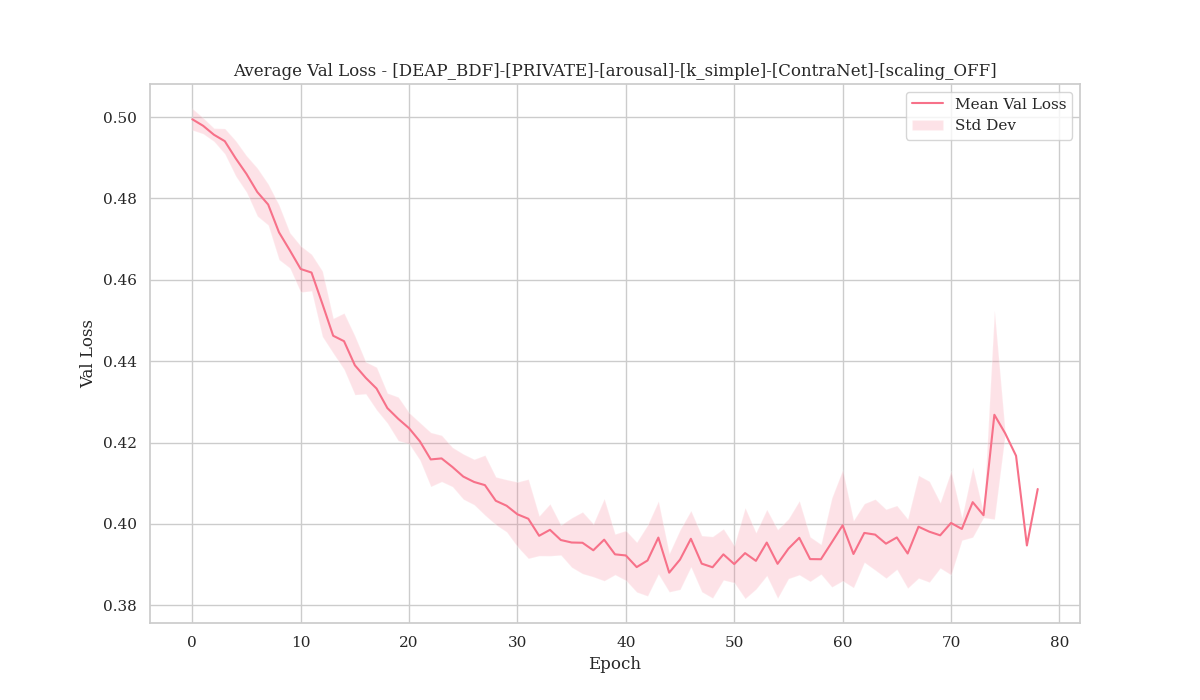 Average Val Loss - [DEAP_BDF]-[PRIVATE]-[arousal]-[k_simple]-[ContraNet]-[scaling_OFF]
Mean Val Loss
Std Dev
0.50
0.48
0.46
0.44
0.42
0.40
0.38
Val Loss
0 10 20 30 40 50 60 70 80
Epoch